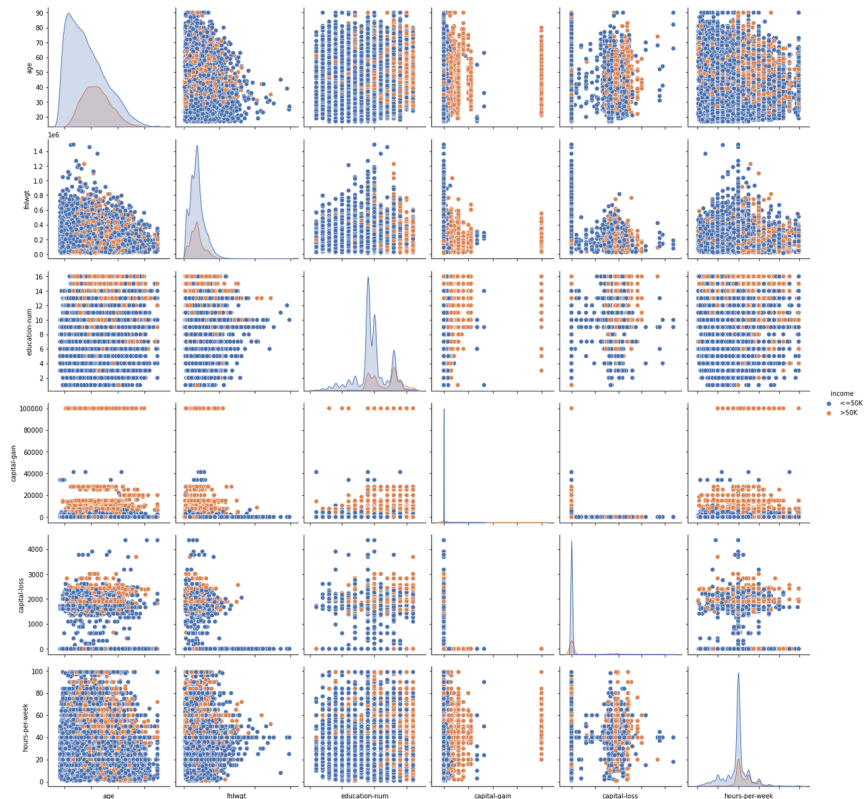 90
80
70
60
50
40
30
20
age
1e6
1.4
1.2
1.0
0.8
0.6
0.4
0.2
0.0
fnlwgt
16
14
12
10
8
6
4
2
education-num
income
<=50K
>50K
100000
80000
60000
40000
20000
0
capital-gain
4000
3000
2000
1000
0
capital-loss
100
80
60
40
20
0
hours-per-week
age
fnlwgt
education-num
capital-gain
capital-loss
hours-per-week